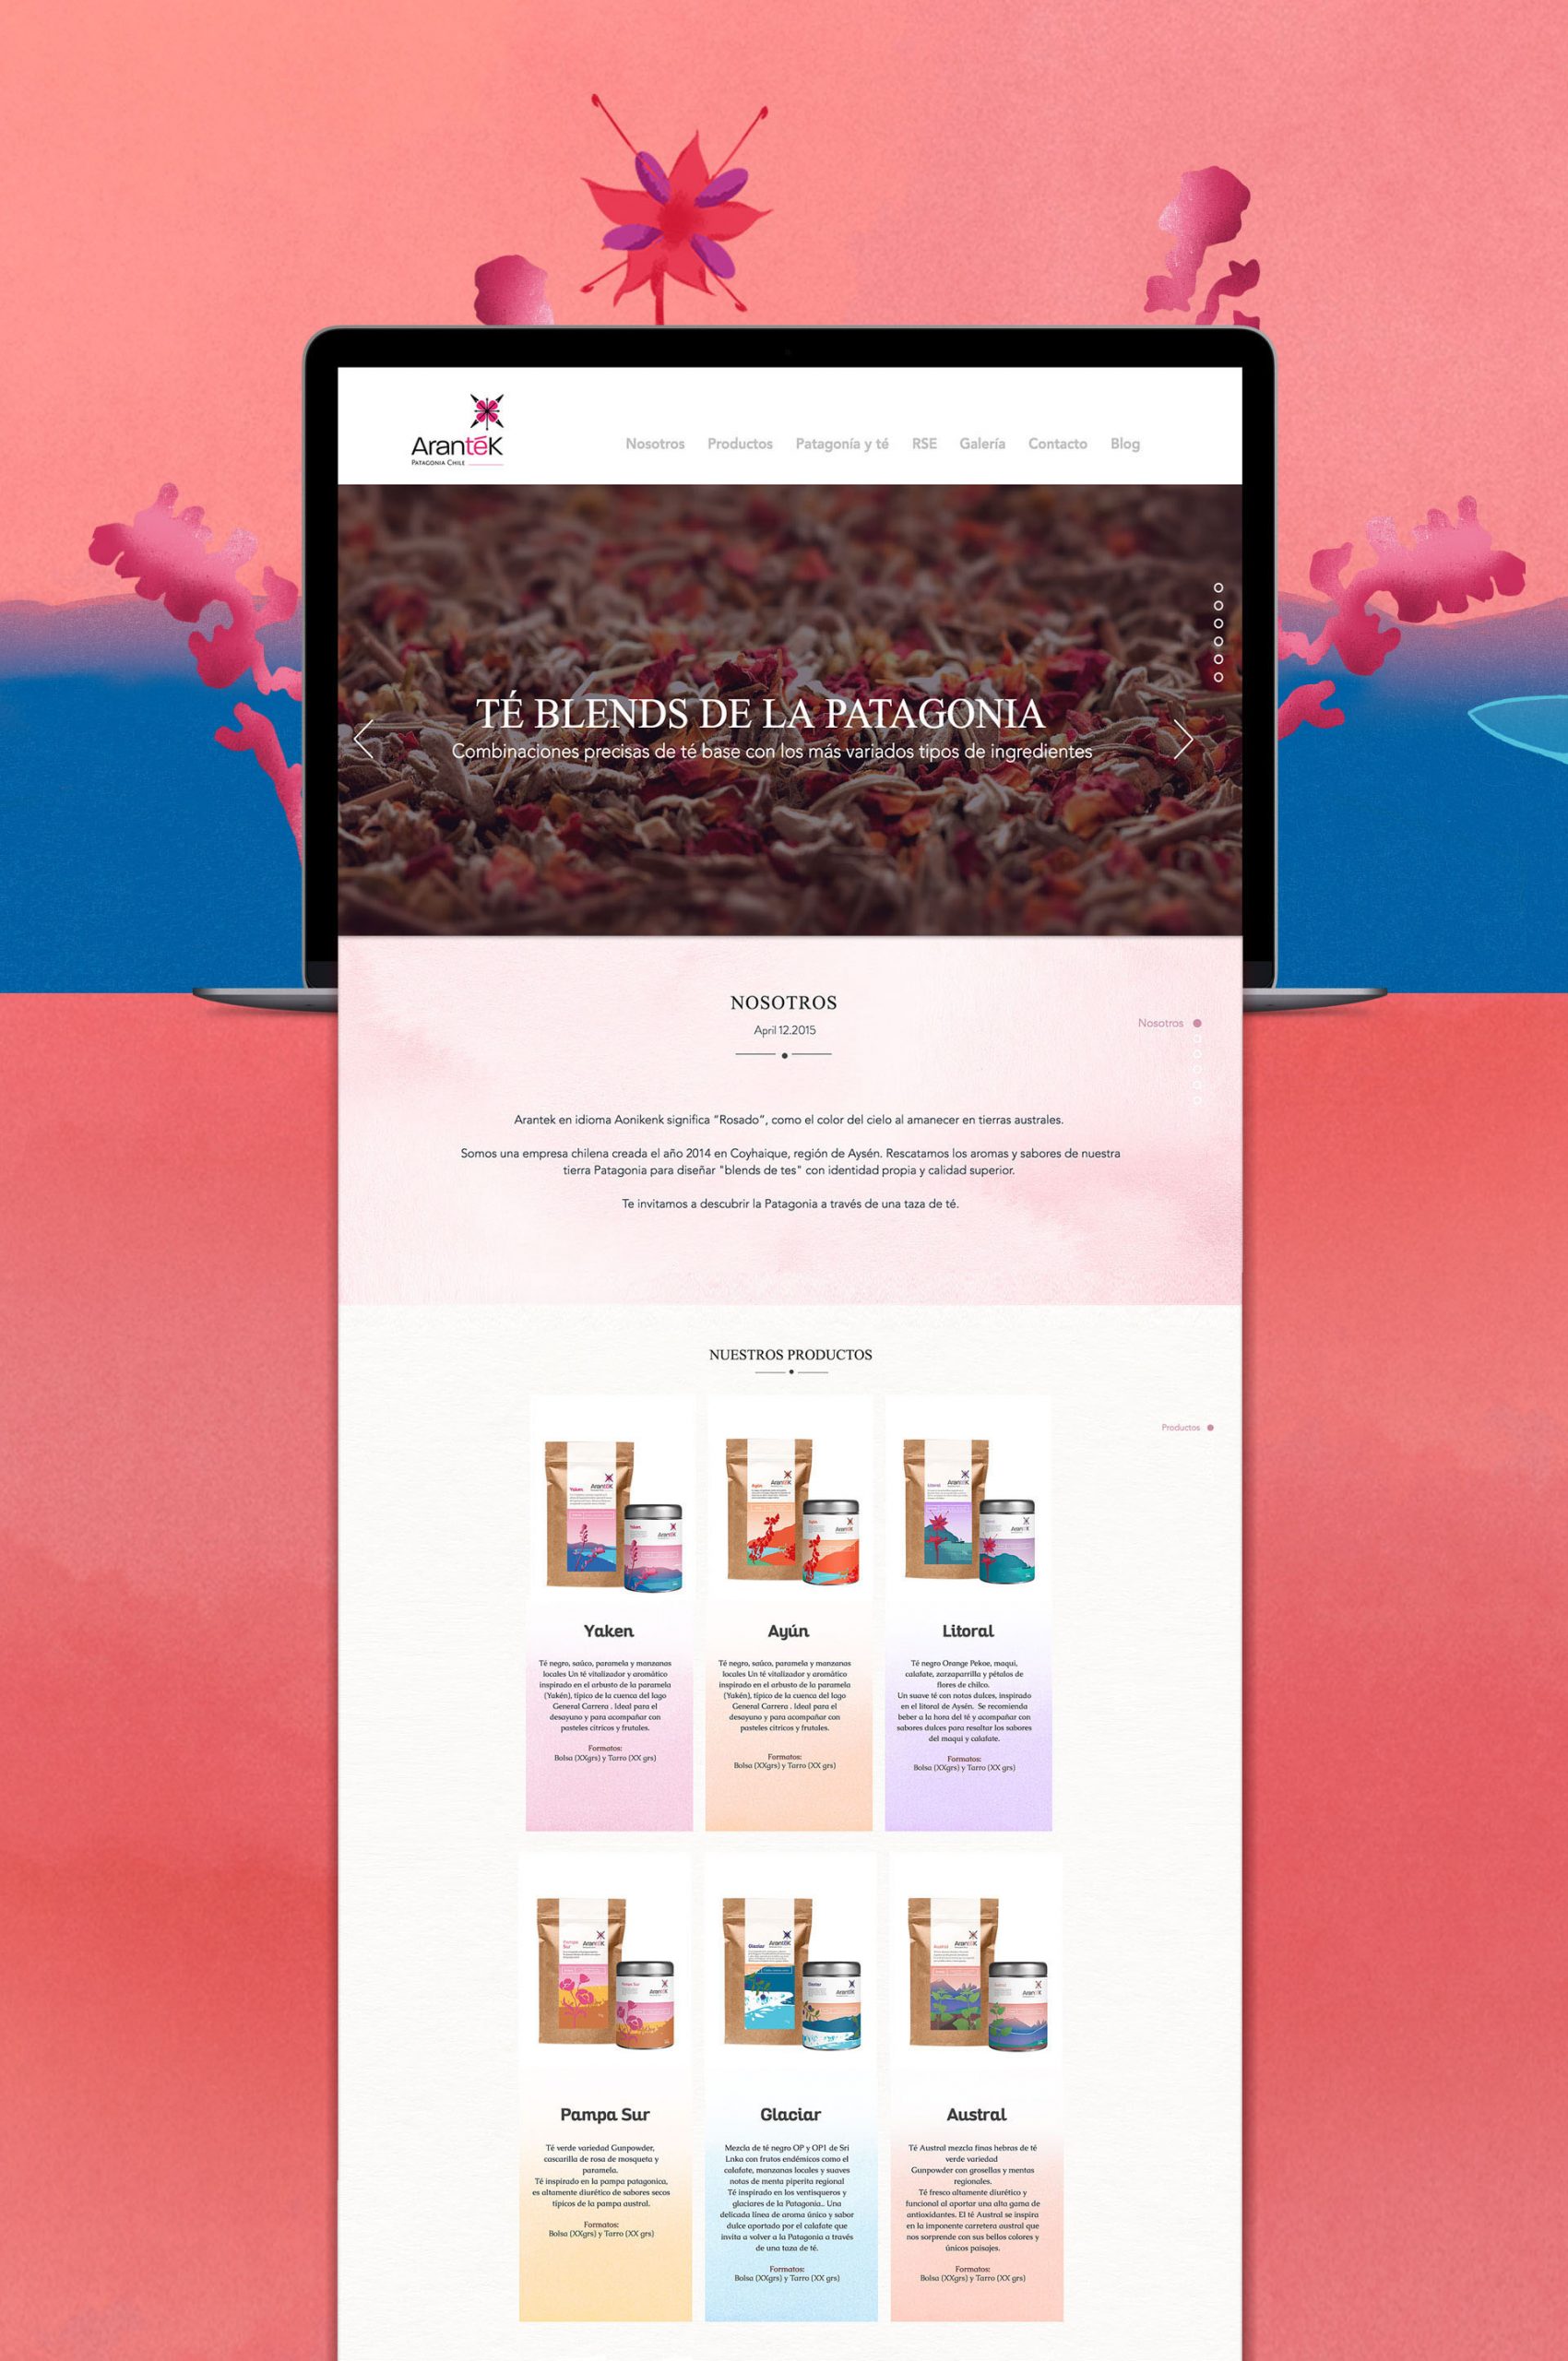 ArantéK
PATAGONIA CHILE
Nosotros Productos Patagonía y té RSE Galería Contacto Blog
TÉ BLENDS DE LA PATAGONIA
Combinaciones precisas de té base con los más variados tipos de ingredientes
NOSOTROS
April 12.2015
Nosotros
Arantek en idioma Aonikenk significa “Rosado”, como el color del cielo al amanecer en tierras australes.
Somos una empresa chilena creada el año 2014 en Coyhaique, región de Aysén. Rescatamos los aromas y sabores de nuestra
tierra Patagonia para diseñar "blends de tes" con identidad propia y calidad superior.
Te invitamos a descubrir la Patagonia a través de una taza de té.
NUESTROS PRODUCTOS
Productos
Yaken
Té negro, saúco, paramela y manzanas
locales Un té vitalizador y aromático
inspirado en el arbusto de la paramela
(Yakén), típico de la cuenca del lago
General Carrera . Ideal para el
desayuno y para acompañar con
pasteles cítricos y frutales.
Formatos:
Bolsa (XXgrs) y Tarro (XX grs)
Ayún
Té negro, saúco, paramela y manzanas
locales Un té vitalizador y aromático
inspirado en el arbusto de la paramela
(Yakén), típico de la cuenca del lago
General Carrera . Ideal para el
desayuno y para acompañar con
pasteles cítricos y frutales.
Formatos:
Bolsa (XXgrs) y Tarro (XX grs)
Litoral
Té negro Orange Pekoe, maqui,
calafate, zarzaparrilla y pétalos de
flores de chilco.
Un suave té con notas dulces, inspirado
en el litoral de Aysén. Se recomienda
beber a la hora del té y acompañar con
sabores dulces para resaltar los sabores
del maqui y calafate.
Formatos:
Bolsa (XXgrs) y Tarro (XX grs)
Pampa Sur
Té verde variedad Gunpowder,
cascarilla de rosa de mosqueta y
paramela.
Té inspirado en la pampa patagonica,
es altamente diurético de sabores secos
típicos de la pampa austral.
Formatos:
Bolsa (XXgrs) y Tarro (XX grs)
Glaciar
Mezcla de té negro OP y OP1 de Sri
Lnka con frutos endémicos como el
calafate, manzanas locales y suaves
notas de menta piperita regional
Té inspirado en los ventisqueros y
glaciares de la Patagonia.. Una
delicada línea de aroma único y sabor
dulce aportado por el calafate que
invita a volver a la Patagonia a través
de una taza de té.
Formatos:
Bolsa (XXgrs) y Tarro (XX grs)
Austral
Té Austral mezcla finas hebras de té
verde variedad
Gunpowder con grosellas y mentas
regionales.
Té fresco altamente diurético y
funcional al aportar una alta gama de
antioxidantes. El té Austral se inspira
en la imponente carretera austral que
nos sorprende con sus bellos colores y
únicos paisajes.
Formatos:
Bolsa (XXgrs) y Tarro (XX grs)